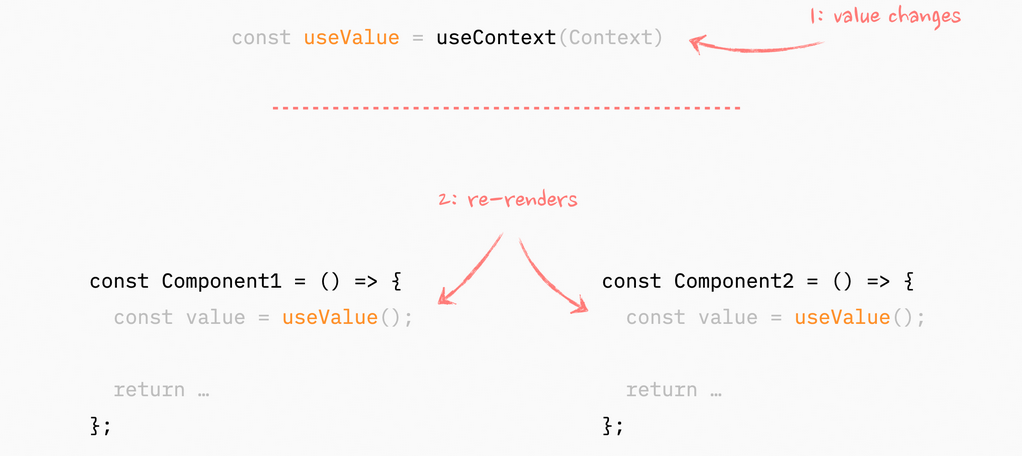 1: value changes
const useValue = useContext(Context)
2: re-renders
const Component1 = () => {
const value = useValue();
return …
};
const Component2 = () => {
const value = useValue();
return …
};